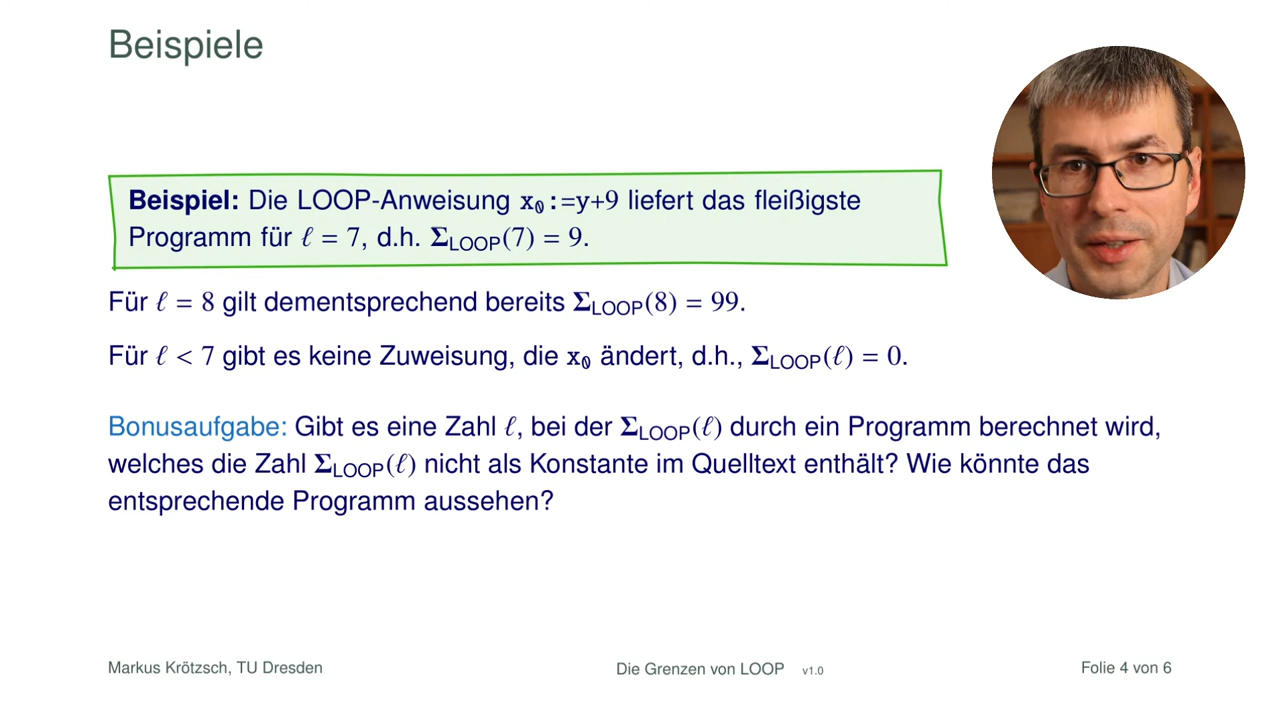 Beispiele
Beispiel: Die LOOP-Anweisung x₀:=y+9 liefert das fleißigste
Programm für ℓ = 7, d.h. Σ_LOOP(7) = 9.
Für ℓ = 8 gilt dementsprechend bereits Σ_LOOP(8) = 99.
Für ℓ < 7 gibt es keine Zuweisung, die x₀ ändert, d.h., Σ_LOOP(ℓ) = 0.
Bonusaufgabe: Gibt es eine Zahl ℓ, bei der Σ_LOOP(ℓ) durch ein Programm berechnet wird,
welches die Zahl Σ_LOOP(ℓ) nicht als Konstante im Quelltext enthält? Wie könnte das
entsprechende Programm aussehen?
Markus Krötzsch, TU Dresden
Die Grenzen von LOOP v1.0
Folie 4 von 6